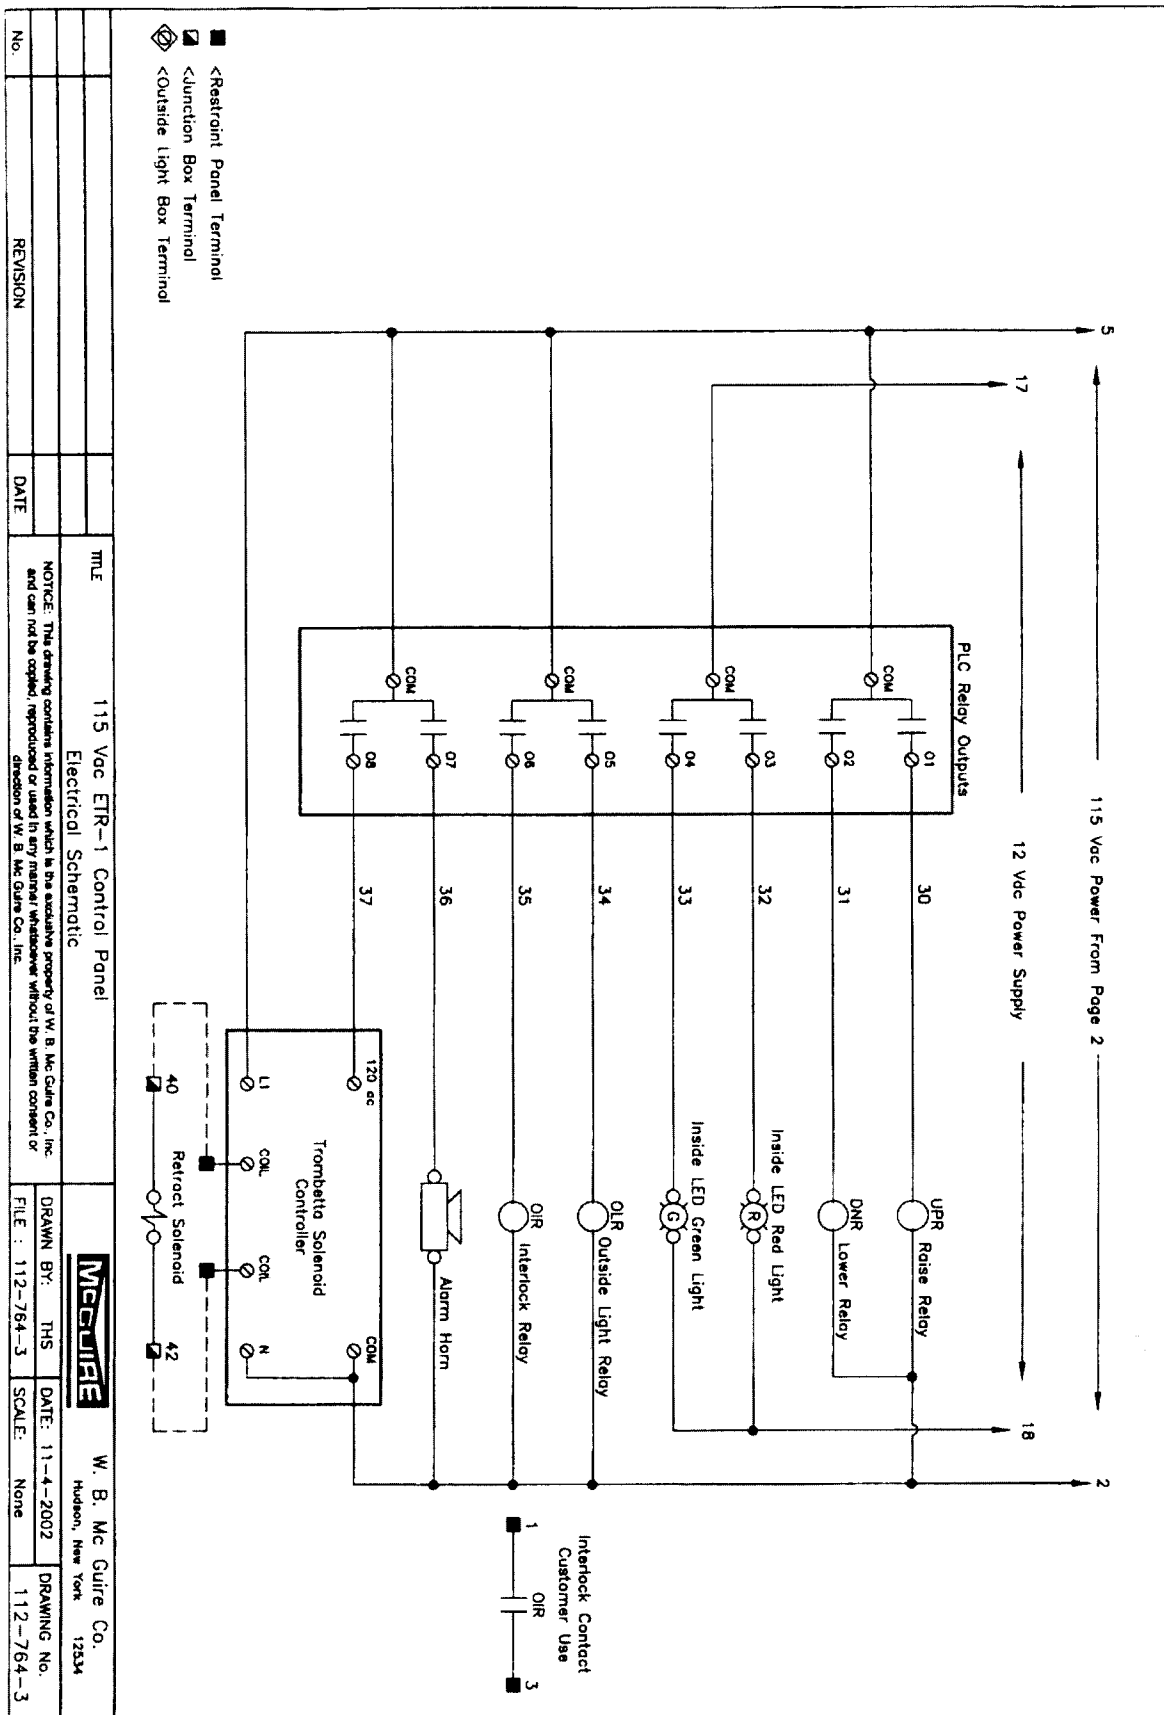 5
2
115 Vac Power From Page 2
17
18
12 Vdc Power Supply
PLC Relay Outputs
COM
01
30
UPR
Raise Relay
02
31
DNR
Lower Relay
COM
03
32
R
Inside LED Red Light
04
33
G
Inside LED Green Light
COM
05
34
OLR
Outside Light Relay
06
35
OIR
Interlock Relay
COM
07
36
Alarm Horn
08
37
120 ac
COM
Trombetta Solenoid
Controller
L1
COIL
COIL
N
40
42
Retract Solenoid
Interlock Contact
Customer Use
1
OIR
3
<Restraint Panel Terminal
<Junction Box Terminal
<Outside Light Box Terminal
No.
REVISION
DATE
TITLE
115 Vac ETR-1 Control Panel
Electrical Schematic
NOTICE: This drawing contains information which is the exclusive property of W. B. Mc Guire Co., Inc.
and can not be copied, reproduced or used in any manner whatsoever without the written consent or
direction of W. B. Mc Guire Co., Inc.
McGUIRE
W. B. Mc Guire Co.
Hudson, New York 12534
DRAWN BY: THS
DATE: 11-4-2002
DRAWING No.
FILE : 112-764-3
SCALE: None
112-764-3